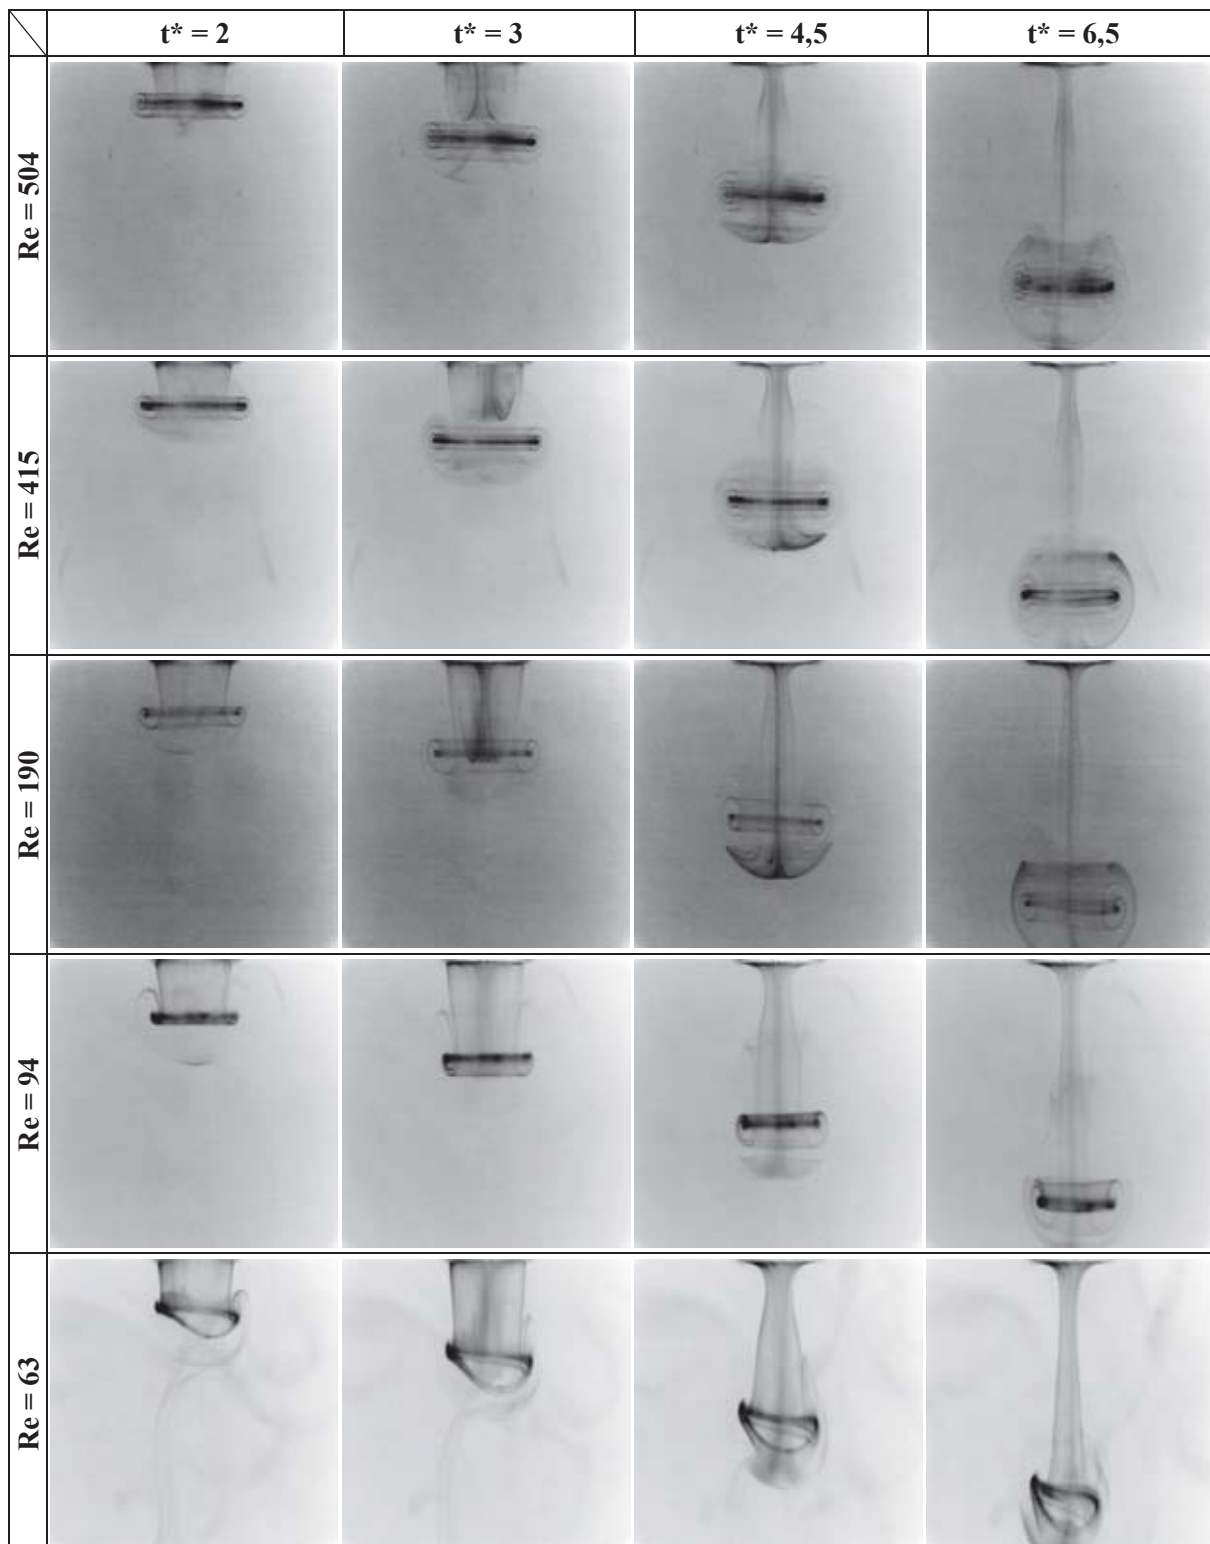 t* = 2
t* = 3
t* = 4,5
t* = 6,5
Re = 504
Re = 415
Re = 190
Re = 94
Re = 63